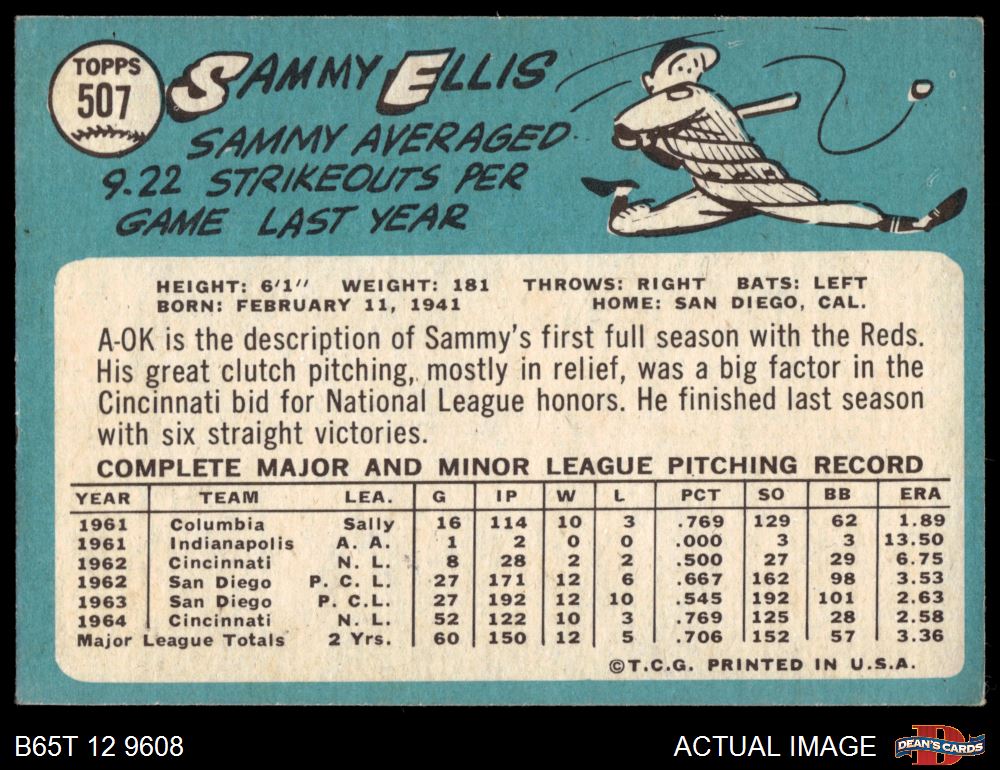 TOPPS
507
SAMMY ELLIS
SAMMY AVERAGED
9.22 STRIKEOUTS PER
GAME LAST YEAR
HEIGHT: 6'1" WEIGHT: 181 THROWS: RIGHT BATS: LEFT
BORN: FEBRUARY 11, 1941 HOME: SAN DIEGO, CAL.
A-OK is the description of Sammy's first full season with the Reds.
His great clutch pitching, mostly in relief, was a big factor in the
Cincinnati bid for National League honors. He finished last season
with six straight victories.
COMPLETE MAJOR AND MINOR LEAGUE PITCHING RECORD
YEAR TEAM LEA. G IP W L PCT SO BB ERA
1961 Columbia Sally 16 114 10 3 .769 129 62 1.89
1961 Indianapolis A. A. 1 2 0 0 .000 3 3 13.50
1962 Cincinnati N. L. 8 28 2 2 .500 27 29 6.75
1962 San Diego P. C. L. 27 171 12 6 .667 162 98 3.53
1963 San Diego P. C.L. 27 192 12 10 .545 192 101 2.63
1964 Cincinnati N. L. 52 122 10 3 .769 125 28 2.58
Major League Totals 2 Yrs. 60 150 12 5 .706 152 57 3.36
©T.C.G. PRINTED IN U.S.A.
B65T 12 9608
ACTUAL IMAGE
DEAN'S CARDS